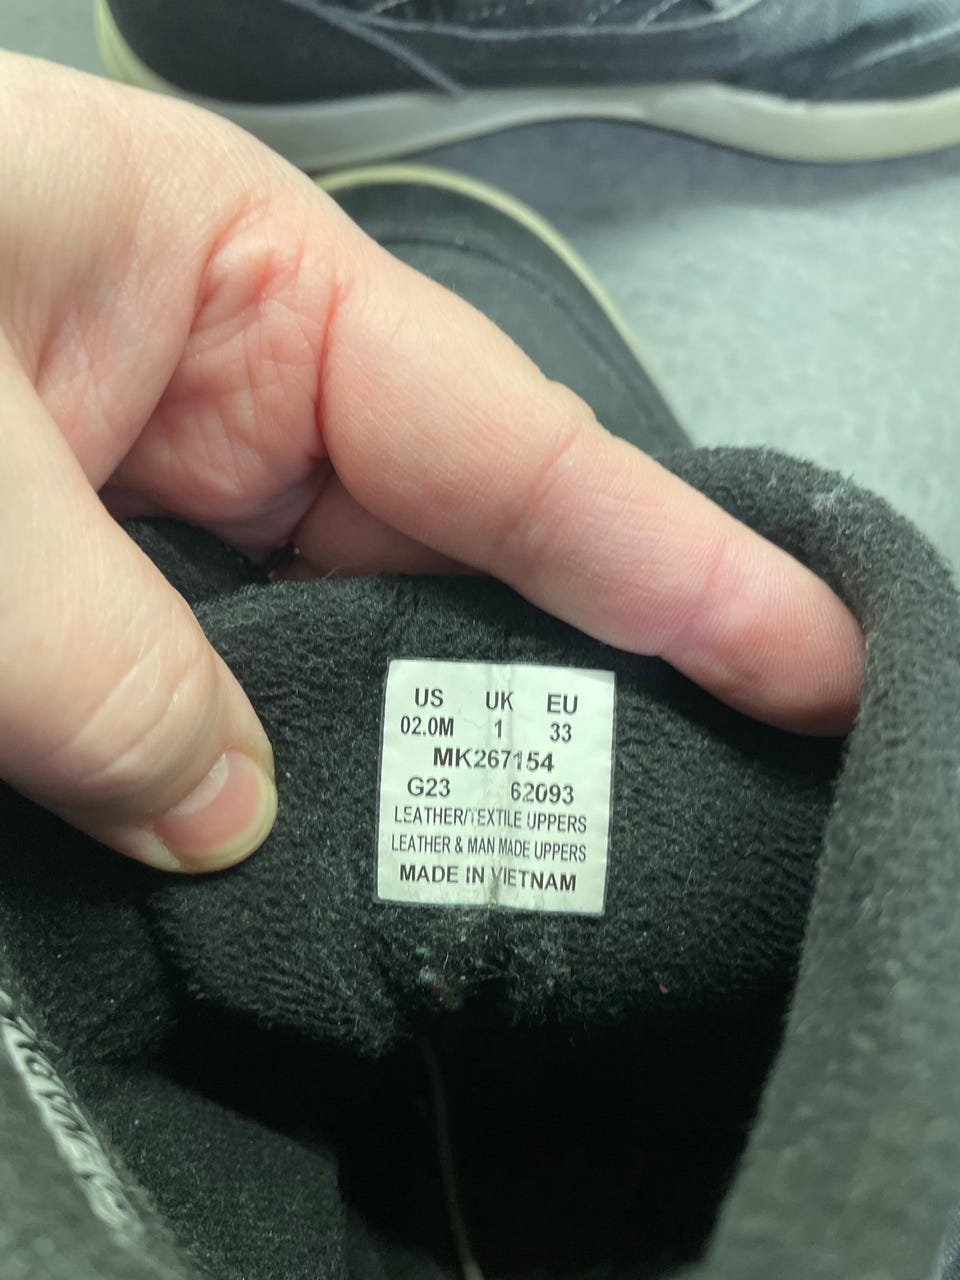 US UK EU
02.0M 1 33
MK267154
G23 62093
LEATHER/TEXTILE UPPERS
LEATHER & MAN MADE UPPERS
MADE IN VIETNAM